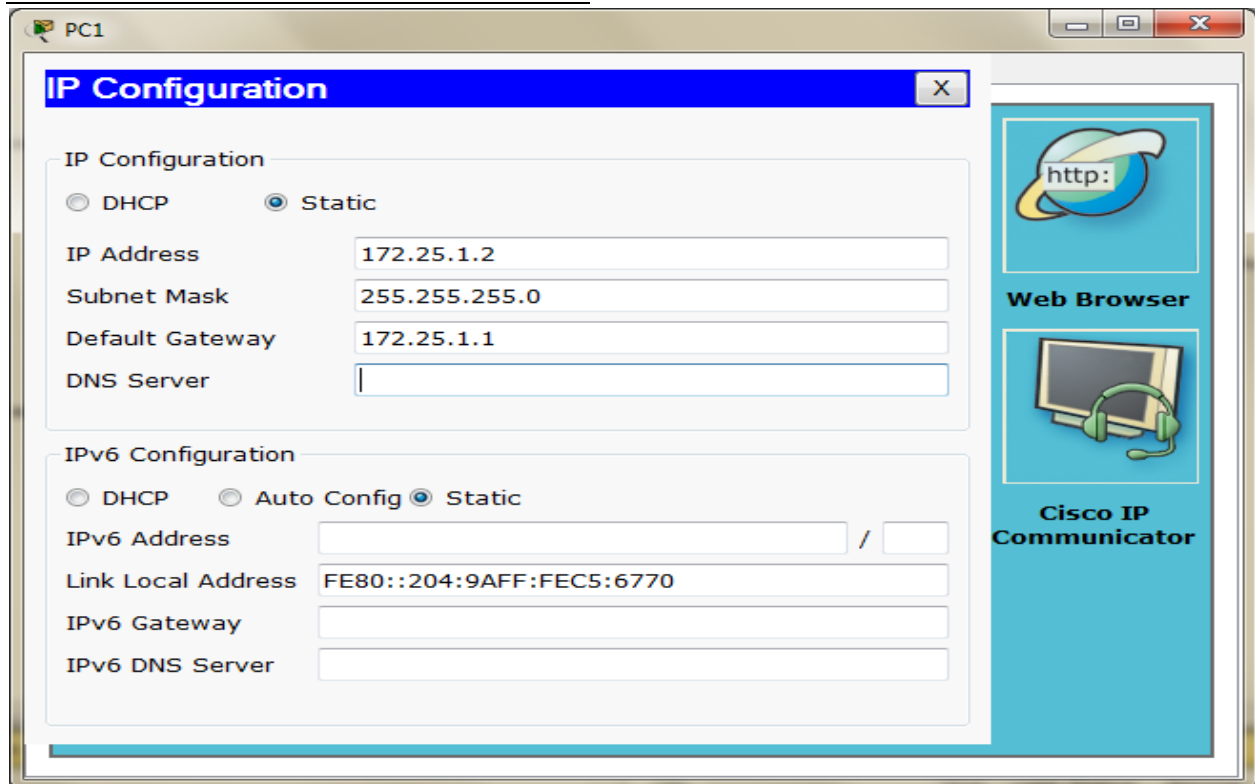 PC1
IP Configuration
X
IP Configuration
DHCP Static
IP Address 172.25.1.2
Subnet Mask 255.255.255.0
Default Gateway 172.25.1.1
DNS Server
IPv6 Configuration
DHCP Auto Config Static
IPv6 Address /
Link Local Address FE80::204:9AFF:FEC5:6770
IPv6 Gateway
IPv6 DNS Server
http:
Web Browser
Cisco IP
Communicator